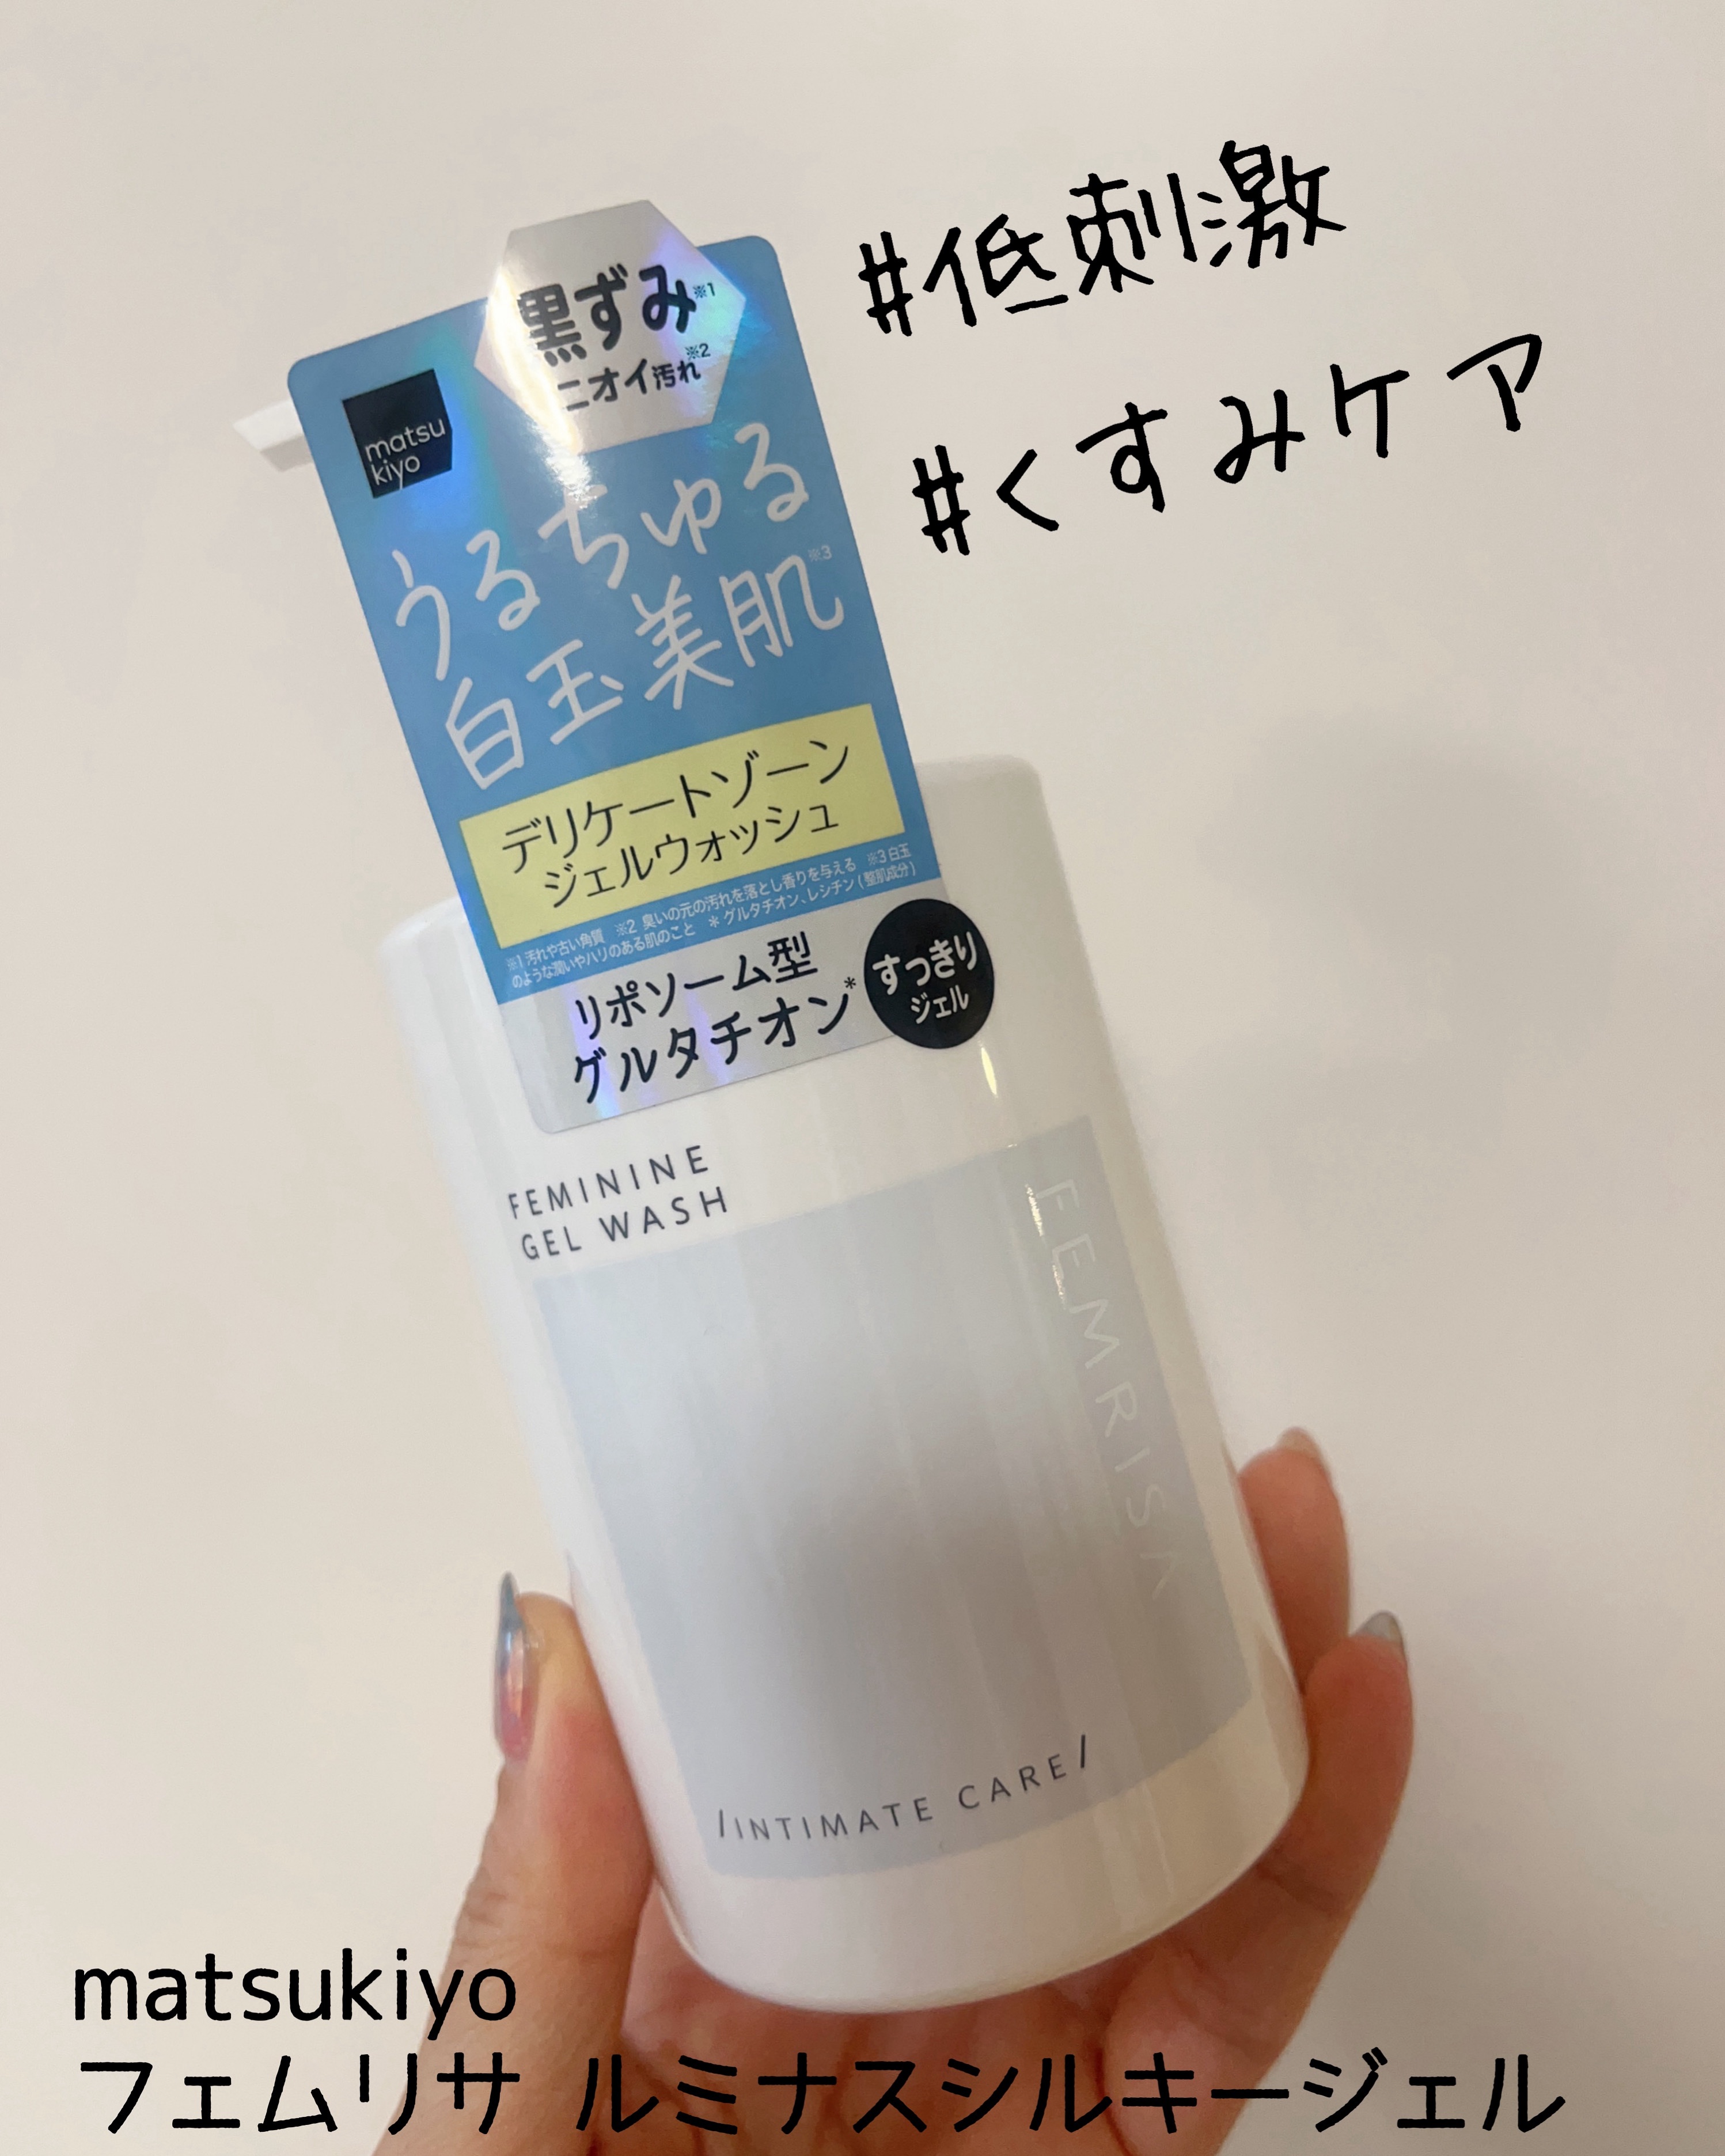 #低刺激
#くすみケア
黒ずみ※1
ニオイ汚れ※2
matsu
kiyo
うるちゅる
白玉美肌※3
デリケートゾーン
ジェルウォッシュ
※1 汚れや古い角質 ※2 臭いの元の汚れを落とし香りを与える ※3 白玉
のような潤いやハリのある肌のこと *グルタチオン、レシチン(整肌成分)
リポソーム型
グルタチオン*
すっきり
ジェル
FEMININE
GEL WASH
FEMRISA
/INTIMATE CARE/
matsukiyo
フェムリサ ルミナスシルキージェル